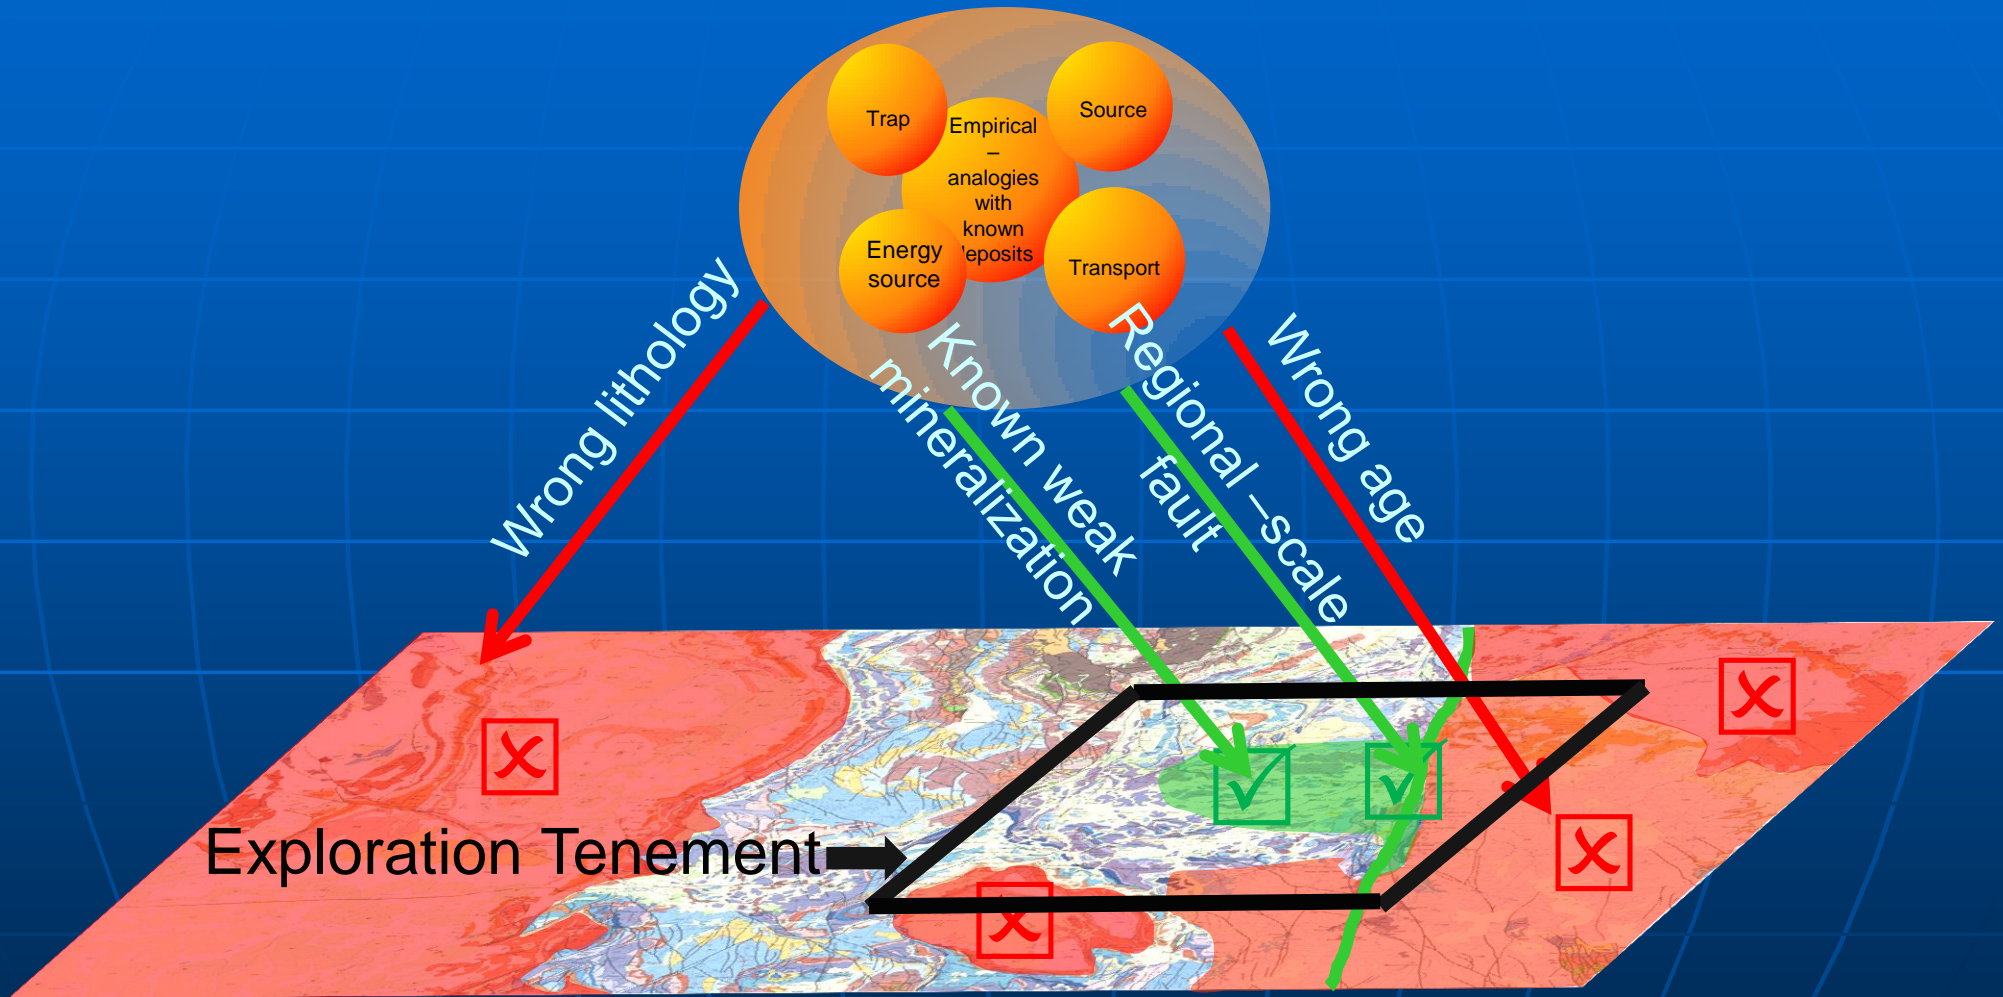 Trap
Source
Empirical
–
analogies
with
known
eposits
Energy
source
Transport
Wrong lithology
Known weak
mineralization
Regional –scale
fault
Wrong age
Exploration Tenement